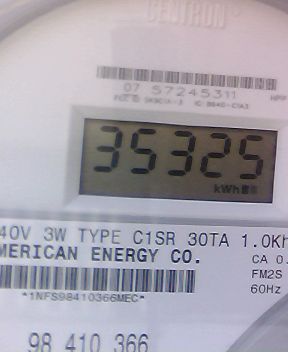 CENTRON
07 57245311
35325
kWh
40V 3W TYPE C1SR 30TA 1.0Kh
MERICAN ENERGY CO.
CA 0.
FM2S
60Hz
*1NFS98410366MEC*
98 410 366